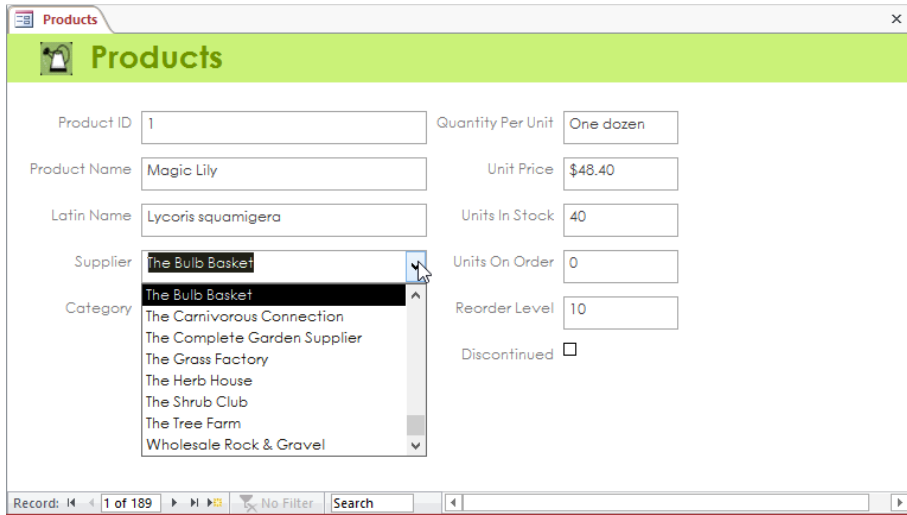 Products
Products
Product ID 1
Quantity Per Unit One dozen
Product Name Magic Lily
Unit Price $48.40
Latin Name Lycoris squamigera
Units In Stock 40
Supplier The Bulb Basket
Units On Order 0
Category
The Bulb Basket
The Carnivorous Connection
The Complete Garden Supplier
The Grass Factory
The Herb House
The Shrub Club
The Tree Farm
Wholesale Rock & Gravel
Reorder Level 10
Discontinued
Record: 1 of 189 No Filter Search